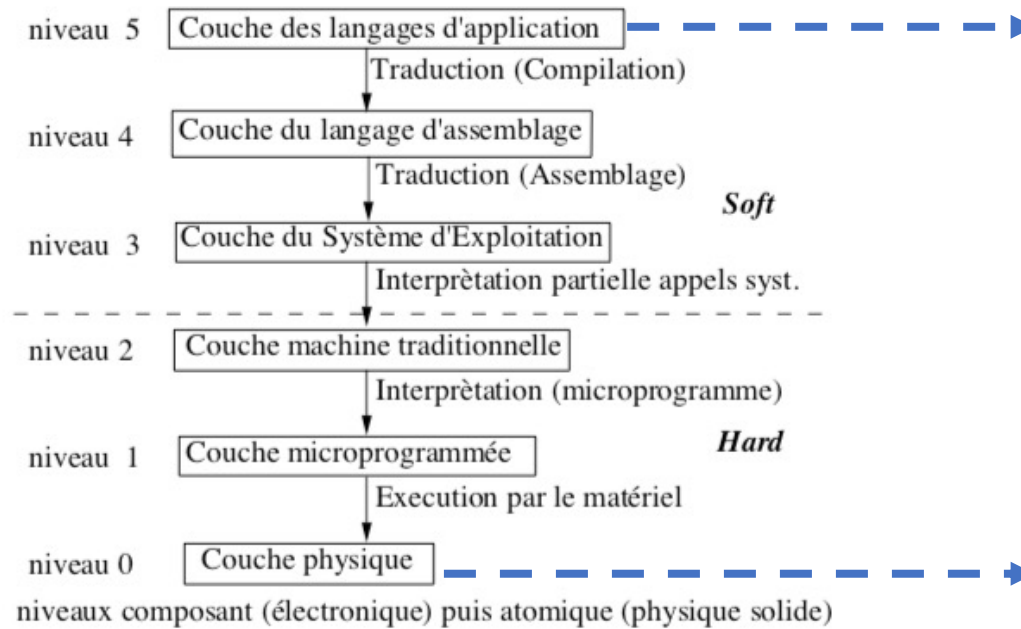 niveau 5 Couche des langages d'application
Traduction (Compilation)
niveau 4 Couche du langage d'assemblage
Traduction (Assemblage)
Soft
niveau 3 Couche du Système d'Exploitation
Interprètation partielle appels syst.
niveau 2 Couche machine traditionnelle
Interprètation (microprogramme)
Hard
niveau 1 Couche microprogrammée
Execution par le matériel
niveau 0 Couche physique
niveaux composant (électronique) puis atomique (physique solide)